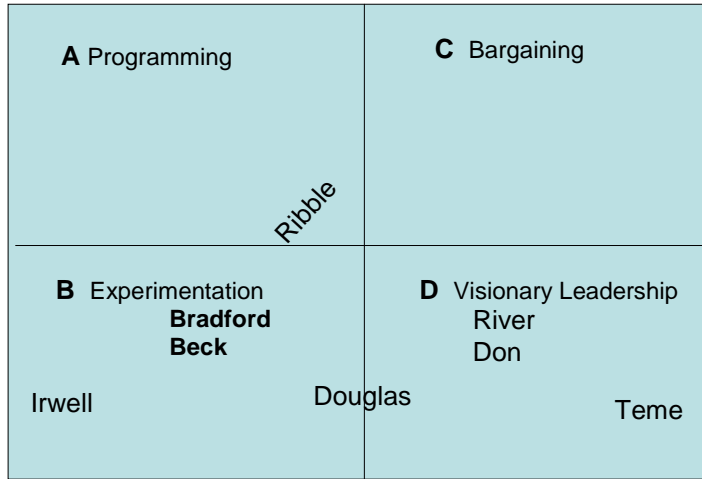 A Programming
C Bargaining
Ribble
B Experimentation
Bradford
Beck
D Visionary Leadership
River
Don
Irwell
Douglas
Teme